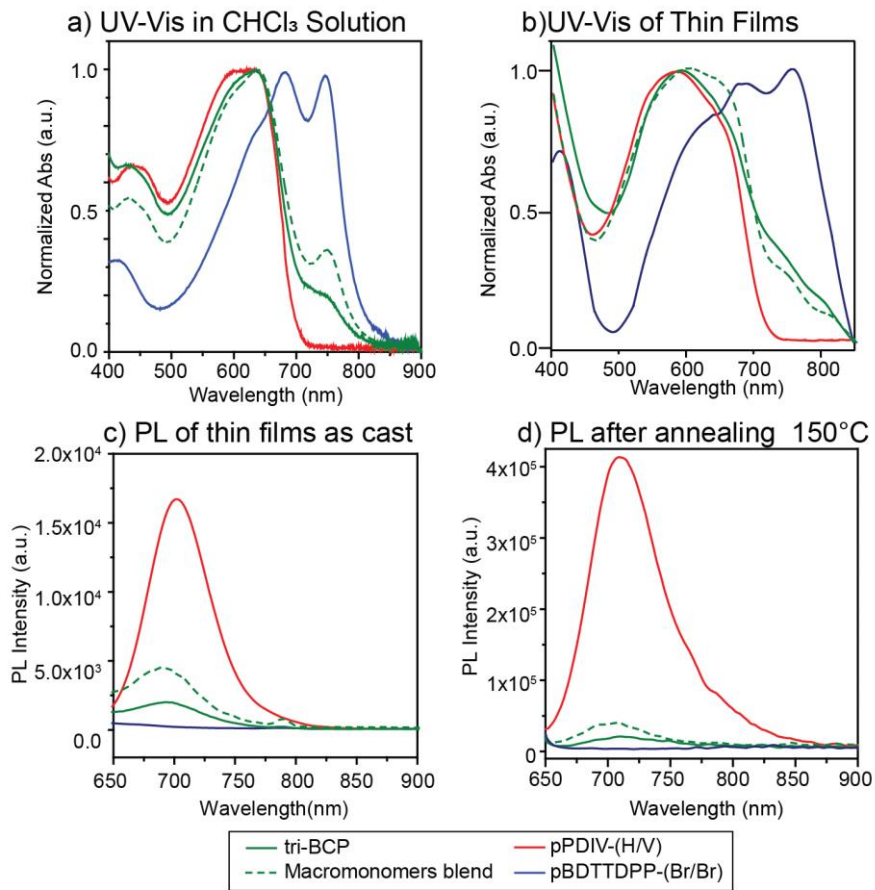 a) UV-Vis in CHCl₃ Solution
Normalized Abs (a.u.)
1.0
0.5
0.0
400 500 600 700 800 900
Wavelength (nm)
b)UV-Vis of Thin Films
Normalized Abs (a.u.)
1.0
0.5
0.0
400 500 600 700 800
Wavelength (nm)
c) PL of thin films as cast
PL Intensity (a.u.)
2.0x10⁴
1.5x10⁴
1.0x10⁴
5.0x10³
0.0
650 700 750 800 850 900
Wavelength(nm)
d) PL after annealing 150°C
PL Intensity (a.u.)
4x10⁵
3x10⁵
2x10⁵
1x10⁵
0
650 700 750 800 850 900
Wavelength (nm)
tri-BCP
Macromonomers blend
pPDIV-(H/V)
pBDTTDPP-(Br/Br)